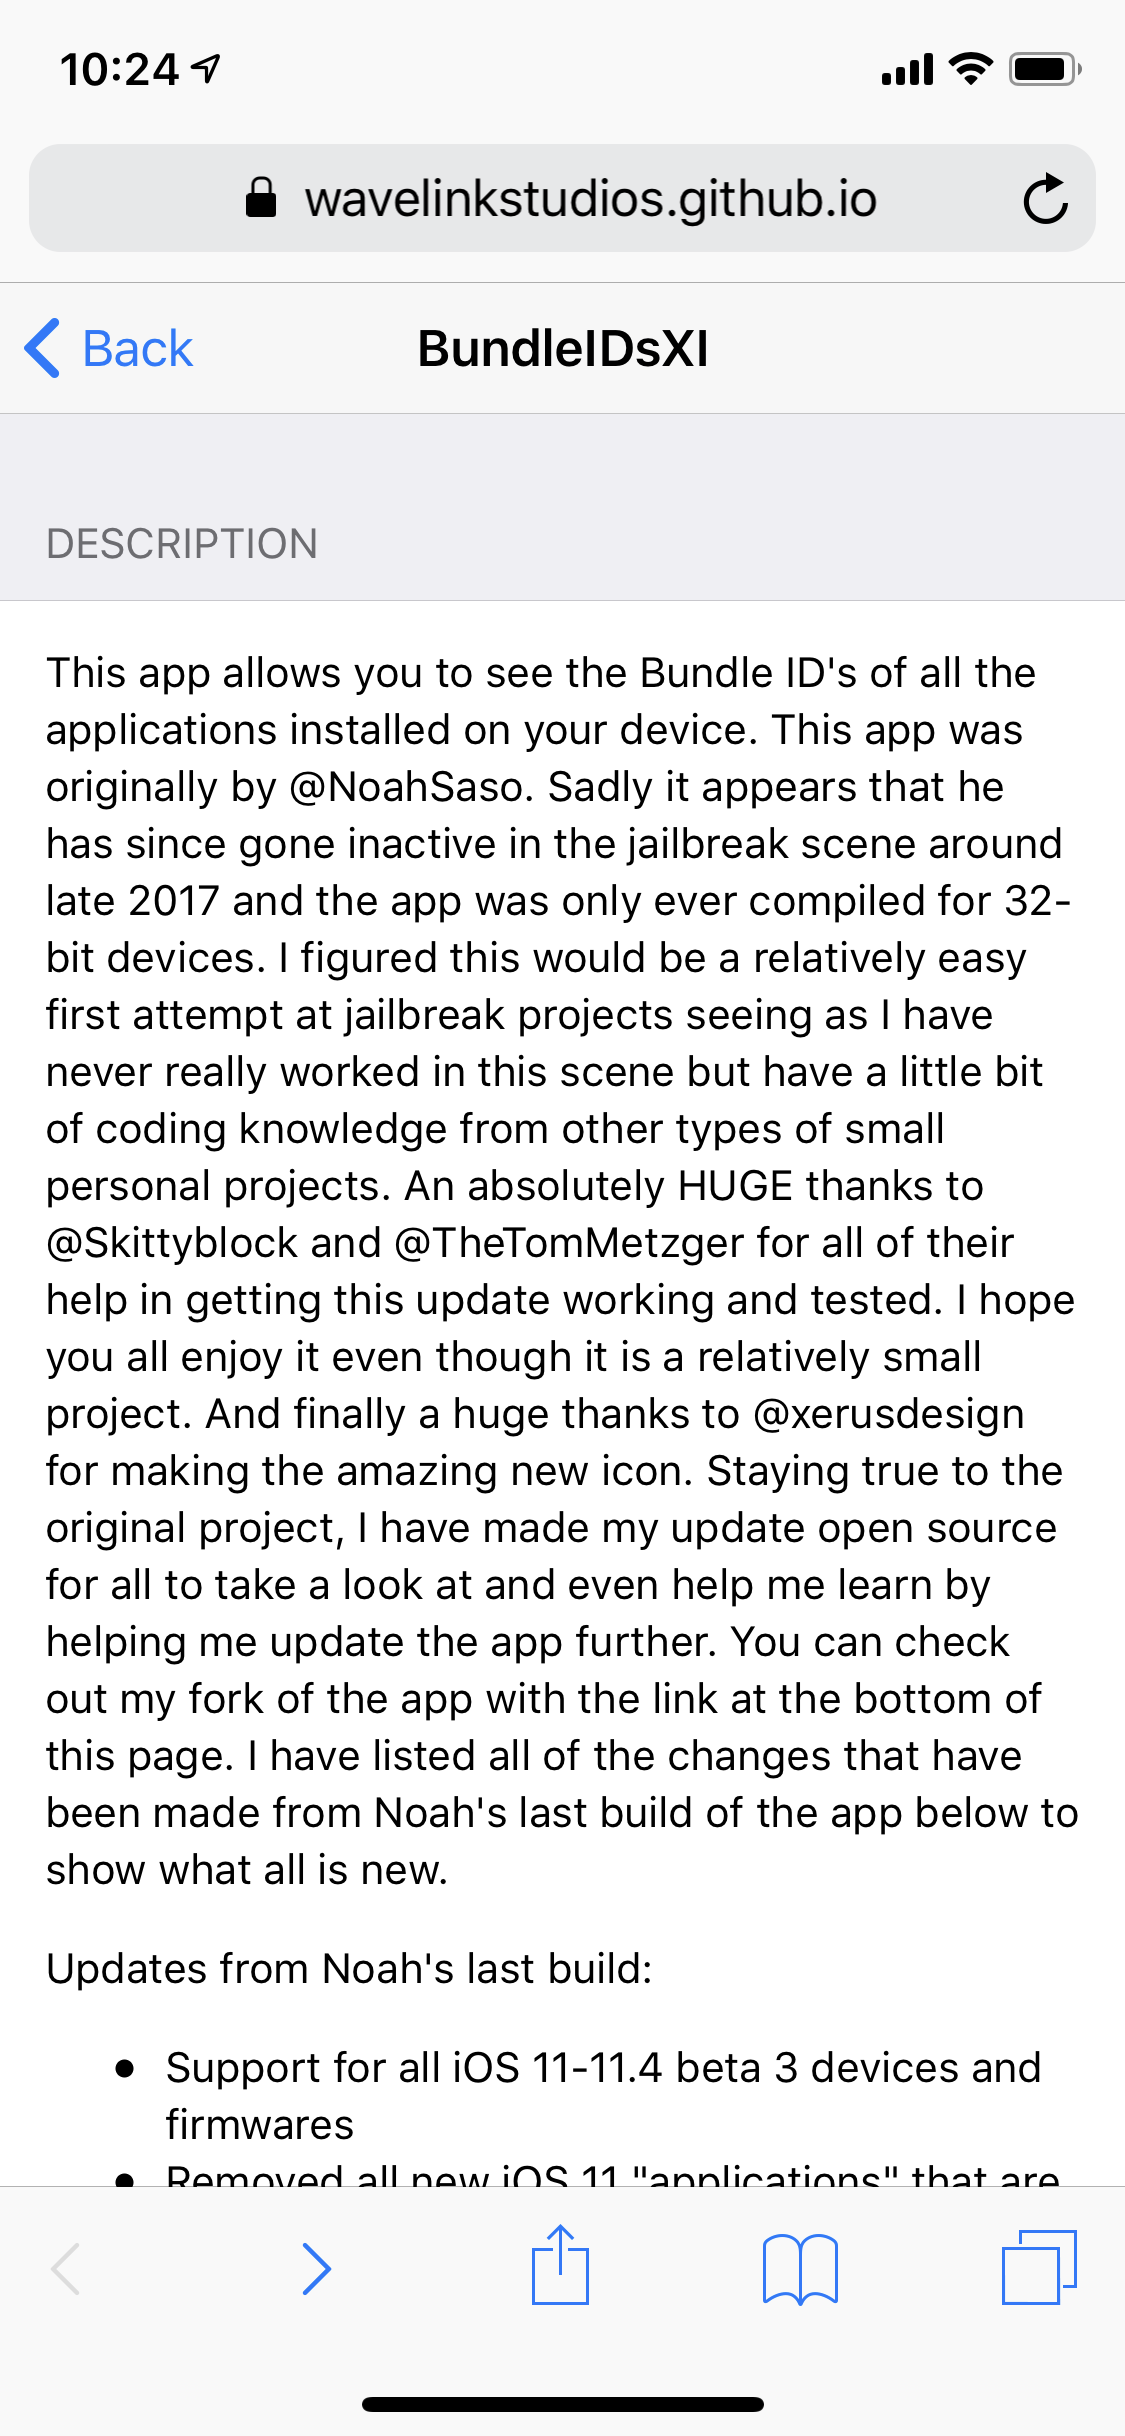 10:24
wavelinkstudios.github.io
Back
BundleIDsXI
DESCRIPTION
This app allows you to see the Bundle ID's of all the
applications installed on your device. This app was
originally by @NoahSaso. Sadly it appears that he
has since gone inactive in the jailbreak scene around
late 2017 and the app was only ever compiled for 32-
bit devices. I figured this would be a relatively easy
first attempt at jailbreak projects seeing as I have
never really worked in this scene but have a little bit
of coding knowledge from other types of small
personal projects. An absolutely HUGE thanks to
@Skittyblock and @TheTomMetzger for all of their
help in getting this update working and tested. I hope
you all enjoy it even though it is a relatively small
project. And finally a huge thanks to @xerusdesign
for making the amazing new icon. Staying true to the
original project, I have made my update open source
for all to take a look at and even help me learn by
helping me update the app further. You can check
out my fork of the app with the link at the bottom of
this page. I have listed all of the changes that have
been made from Noah's last build of the app below to
show what all is new.
Updates from Noah's last build:
• Support for all iOS 11-11.4 beta 3 devices and
firmwares
• Removed all new iOS 11 "applications" that are